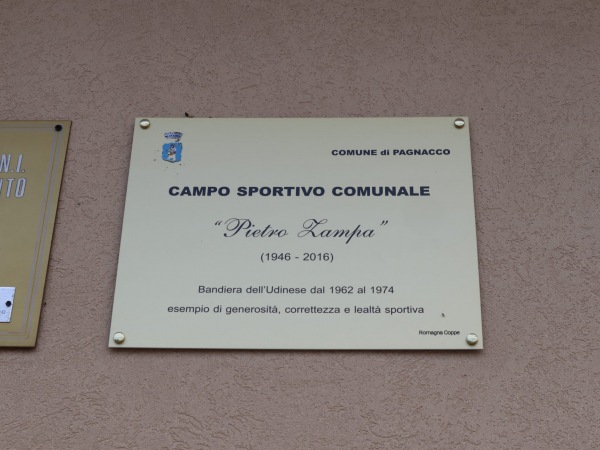 N.I.
COMUNE di PAGNACCO
CAMPO SPORTIVO COMUNALE
"Pietro Zampa"
(1946 - 2016)
Bandiera dell'Udinese dal 1962 al 1974
esempio di generosità, correttezza e lealtà sportiva
Romagna Coppe